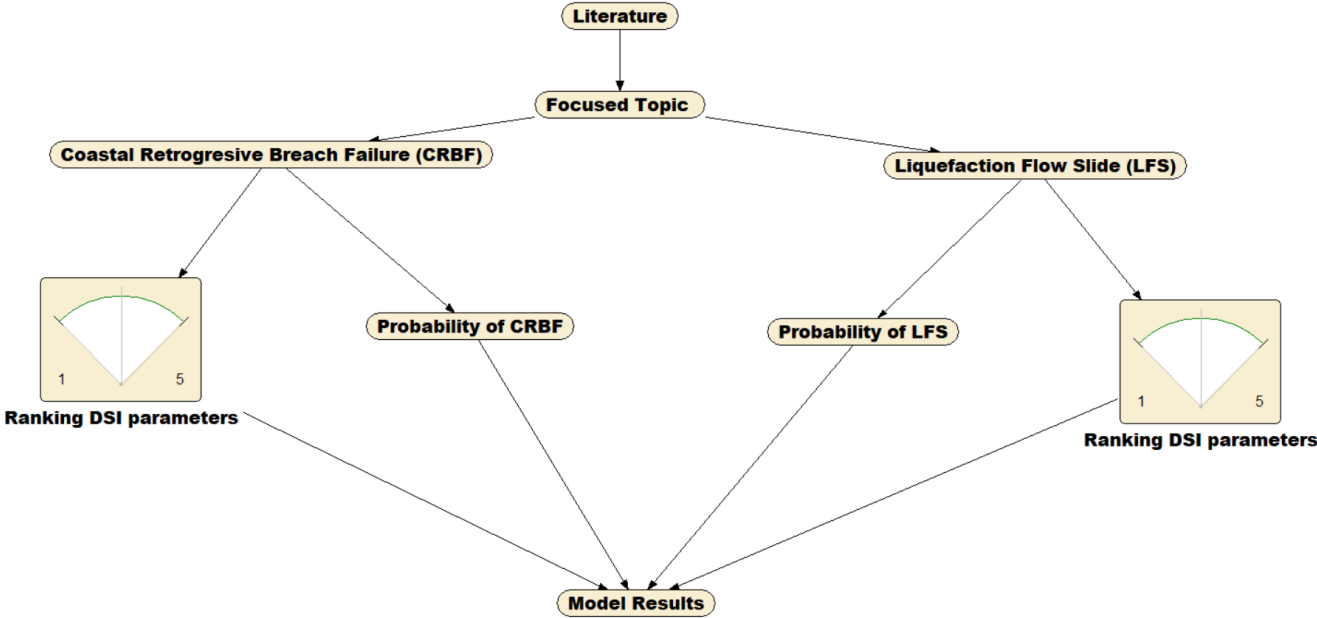 Literature
Focused Topic
Coastal Retrogresive Breach Failure (CRBF)
Liquefaction Flow Slide (LFS)
Probability of CRBF
Probability of LFS
1 5
Ranking DSI parameters
1 5
Ranking DSI parameters
Model Results